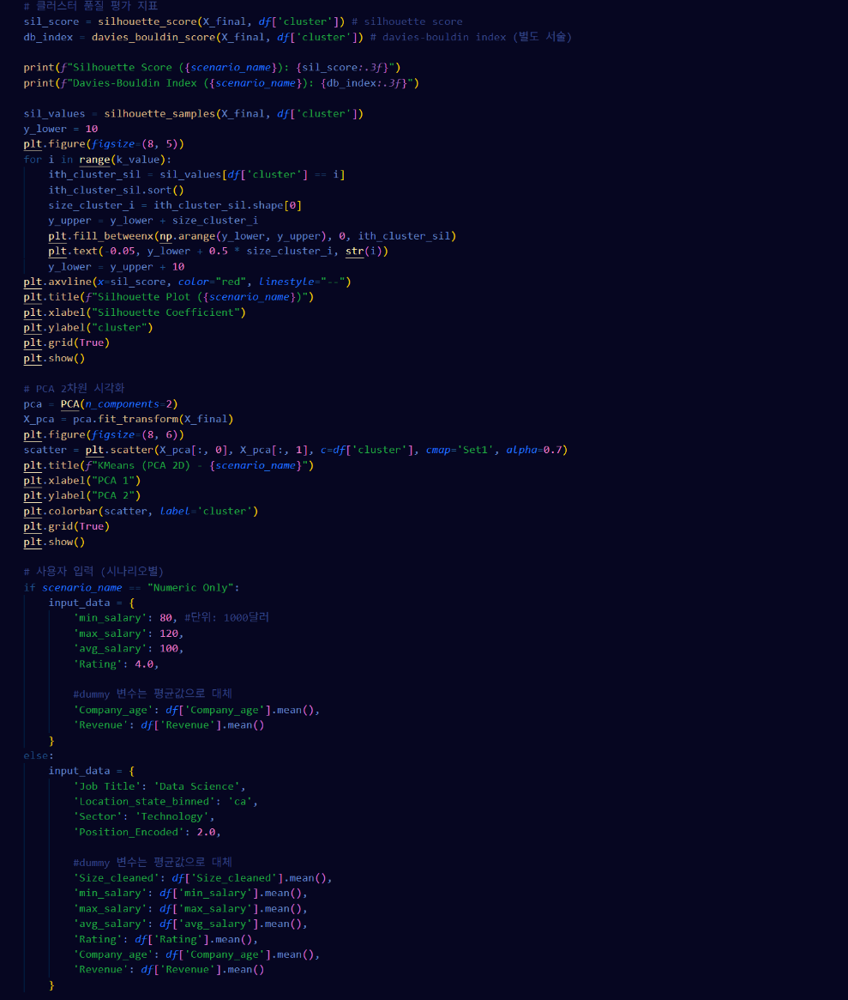 # 클러스터 품질 평가 지표
sil_score = silhouette_score(X_final, df['cluster']) # silhouette score
db_index = davies_bouldin_score(X_final, df['cluster']) # davies-bouldin index (별도 서술)

print(f"Silhouette Score ({scenario_name}): {sil_score:.3f}")
print(f"Davies-Bouldin Index ({scenario_name}): {db_index:.3f}")

sil_values = silhouette_samples(X_final, df['cluster'])
y_lower = 10
plt.figure(figsize=(8, 5))
for i in range(k_value):
    ith_cluster_sil = sil_values[df['cluster'] == i]
    ith_cluster_sil.sort()
    size_cluster_i = ith_cluster_sil.shape[0]
    y_upper = y_lower + size_cluster_i
    plt.fill_betweenx(np.arange(y_lower, y_upper), 0, ith_cluster_sil)
    plt.text(-0.05, y_lower + 0.5 * size_cluster_i, str(i))
    y_lower = y_upper + 10
plt.axvline(x=sil_score, color="red", linestyle="--")
plt.title(f"Silhouette Plot ({scenario_name})")
plt.xlabel("Silhouette Coefficient")
plt.ylabel("cluster")
plt.grid(True)
plt.show()

# PCA 2차원 시각화
pca = PCA(n_components=2)
X_pca = pca.fit_transform(X_final)
plt.figure(figsize=(8, 6))
scatter = plt.scatter(X_pca[:, 0], X_pca[:, 1], c=df['cluster'], cmap='Set1', alpha=0.7)
plt.title(f"KMeans (PCA 2D) - {scenario_name}")
plt.xlabel("PCA 1")
plt.ylabel("PCA 2")
plt.colorbar(scatter, label='cluster')
plt.grid(True)
plt.show()

# 사용자 입력 (시나리오별)
if scenario_name == "Numeric Only":
    input_data = {
        'min_salary': 80, #단위: 1000달러
        'max_salary': 120,
        'avg_salary': 100,
        'Rating': 4.0,

        #dummy 변수는 평균값으로 대체
        'Company_age': df['Company_age'].mean(),
        'Revenue': df['Revenue'].mean()
    }
else:
    input_data = {
        'Job Title': 'Data Science',
        'Location_state_binned': 'ca',
        'Sector': 'Technology',
        'Position_Encoded': 2.0,

        #dummy 변수는 평균값으로 대체
        'Size_cleaned': df['Size_cleaned'].mean(),
        'min_salary': df['min_salary'].mean(),
        'max_salary': df['max_salary'].mean(),
        'avg_salary': df['avg_salary'].mean(),
        'Rating': df['Rating'].mean(),
        'Company_age': df['Company_age'].mean(),
        'Revenue': df['Revenue'].mean()
    }